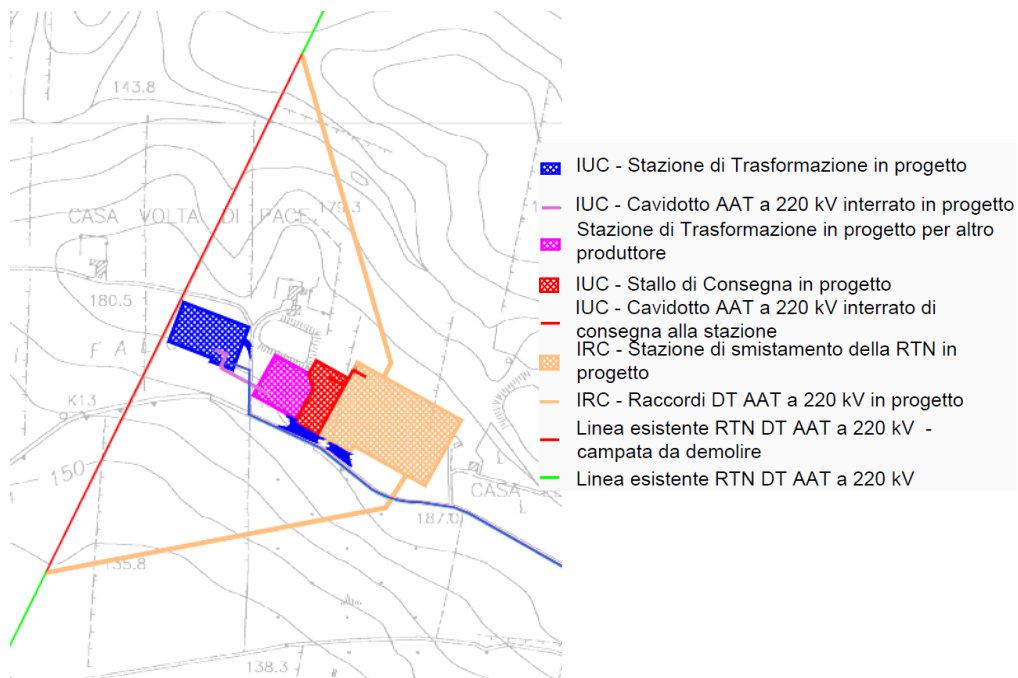 143.8
CASA VOLTA DI PACE
179.3
180.5
F A L
K13
150
CASA
187.0
135.8
138.3
IUC - Stazione di Trasformazione in progetto
IUC - Cavidotto AAT a 220 kV interrato in progetto
Stazione di Trasformazione in progetto per altro
produttore
IUC - Stallo di Consegna in progetto
IUC - Cavidotto AAT a 220 kV interrato di
consegna alla stazione
IRC - Stazione di smistamento della RTN in
progetto
IRC - Raccordi DT AAT a 220 kV in progetto
Linea esistente RTN DT AAT a 220 kV -
campata da demolire
Linea esistente RTN DT AAT a 220 kV